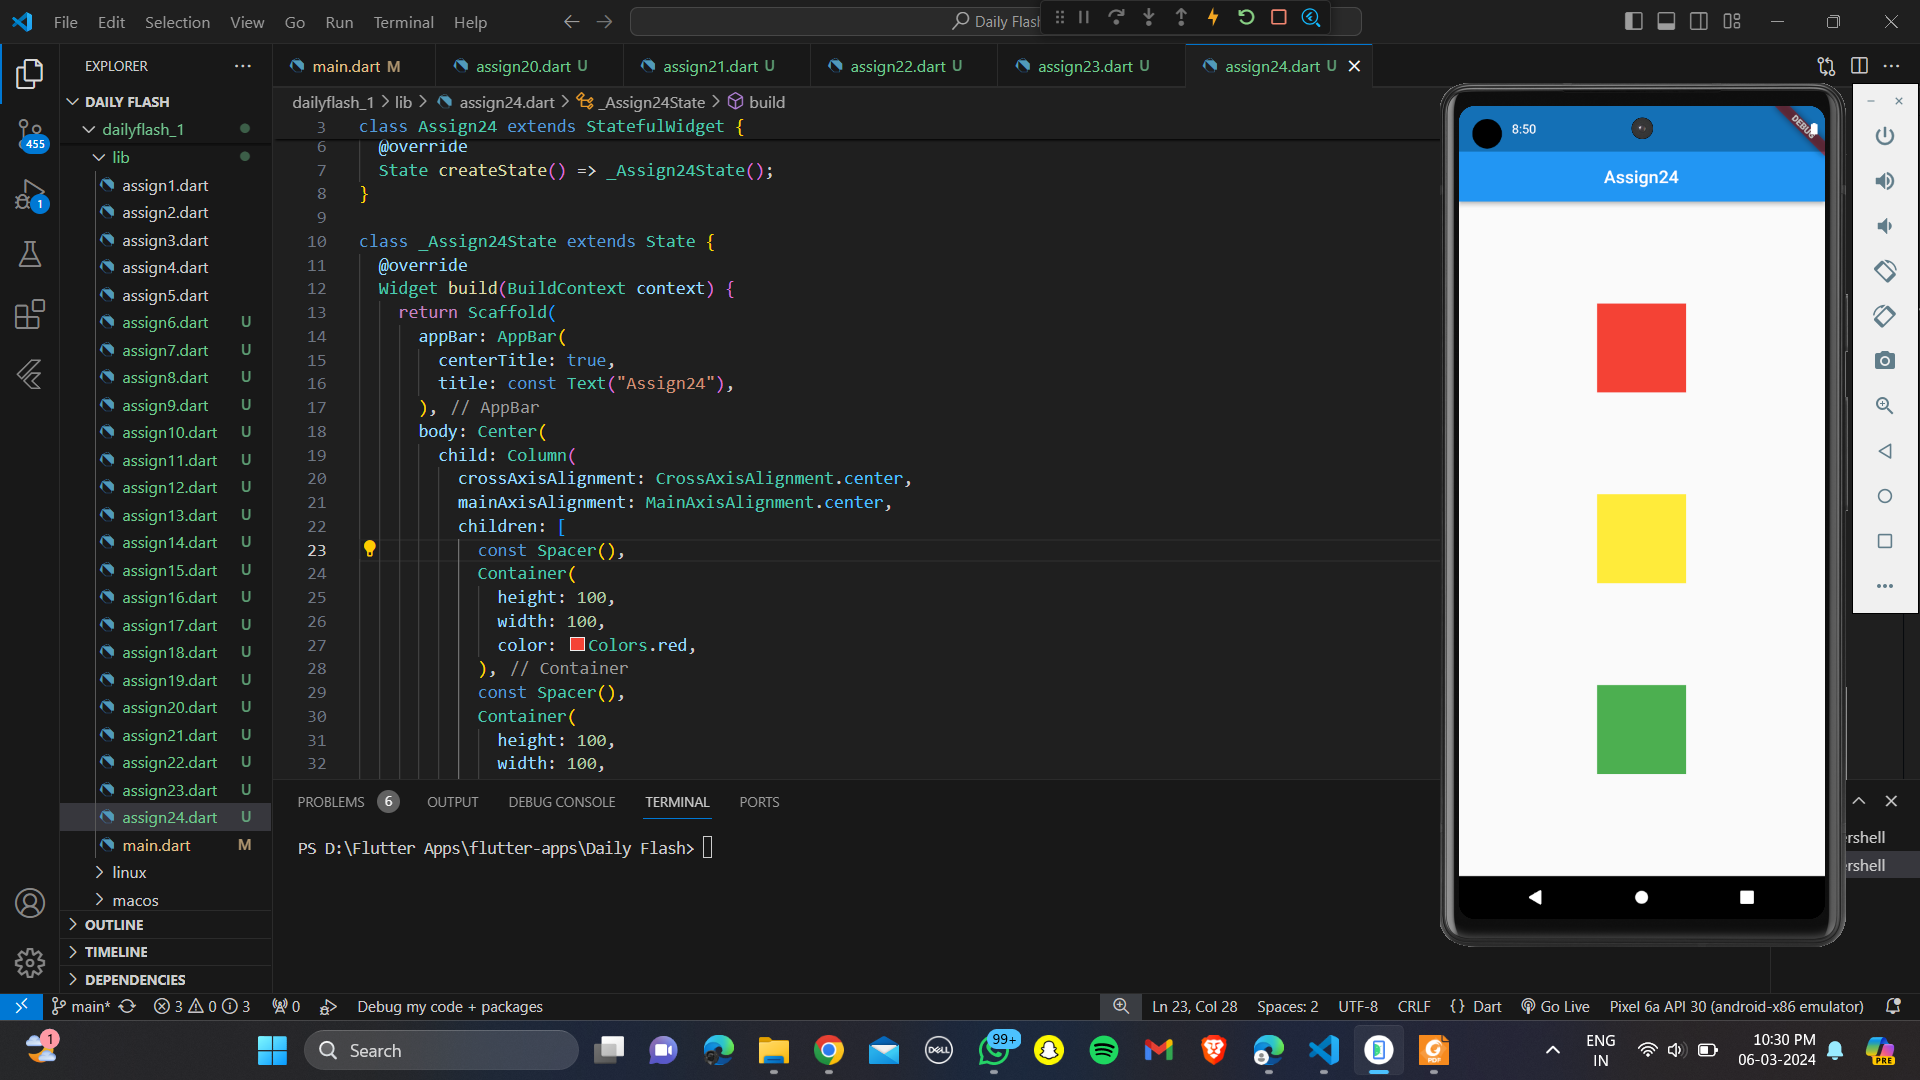 File Edit Selection View Go Run Terminal Help
Daily Flash
EXPLORER
main.dart M
assign20.dart U
assign21.dart U
assign22.dart U
assign23.dart U
assign24.dart U
DAILY FLASH
dailyflash_1
lib
assign1.dart
assign2.dart
assign3.dart
assign4.dart
assign5.dart
assign6.dart U
assign7.dart U
assign8.dart U
assign9.dart U
assign10.dart U
assign11.dart U
assign12.dart U
assign13.dart U
assign14.dart U
assign15.dart U
assign16.dart U
assign17.dart U
assign18.dart U
assign19.dart U
assign20.dart U
assign21.dart U
assign22.dart U
assign23.dart U
assign24.dart U
main.dart M
linux
macos
OUTLINE
TIMELINE
DEPENDENCIES
455
1
dailyflash_1 > lib > assign24.dart > _Assign24State > build
3 class Assign24 extends StatefulWidget {
6 @override
7 State createState() => _Assign24State();
8 }
9
10 class _Assign24State extends State {
11 @override
12 Widget build(BuildContext context) {
13 return Scaffold(
14 appBar: AppBar(
15 centerTitle: true,
16 title: const Text("Assign24"),
17 ), // AppBar
18 body: Center(
19 child: Column(
20 crossAxisAlignment: CrossAxisAlignment.center,
21 mainAxisAlignment: MainAxisAlignment.center,
22 children: [
23 const Spacer(),
24 Container(
25 height: 100,
26 width: 100,
27 color: Colors.red,
28 ), // Container
29 const Spacer(),
30 Container(
31 height: 100,
32 width: 100,
PROBLEMS 6 OUTPUT DEBUG CONSOLE TERMINAL PORTS
PS D:\Flutter Apps\flutter-apps\Daily Flash>
ershell
ershell
8:50
DEBUG
Assign24
main* 3 0 3 0 Debug my code + packages
Ln 23, Col 28 Spaces: 2 UTF-8 CRLF {} Dart Go Live Pixel 6a API 30 (android-x86 emulator)
1
Search
DELL
99+
PDF
ENG
IN
10:30 PM
06-03-2024
PRE